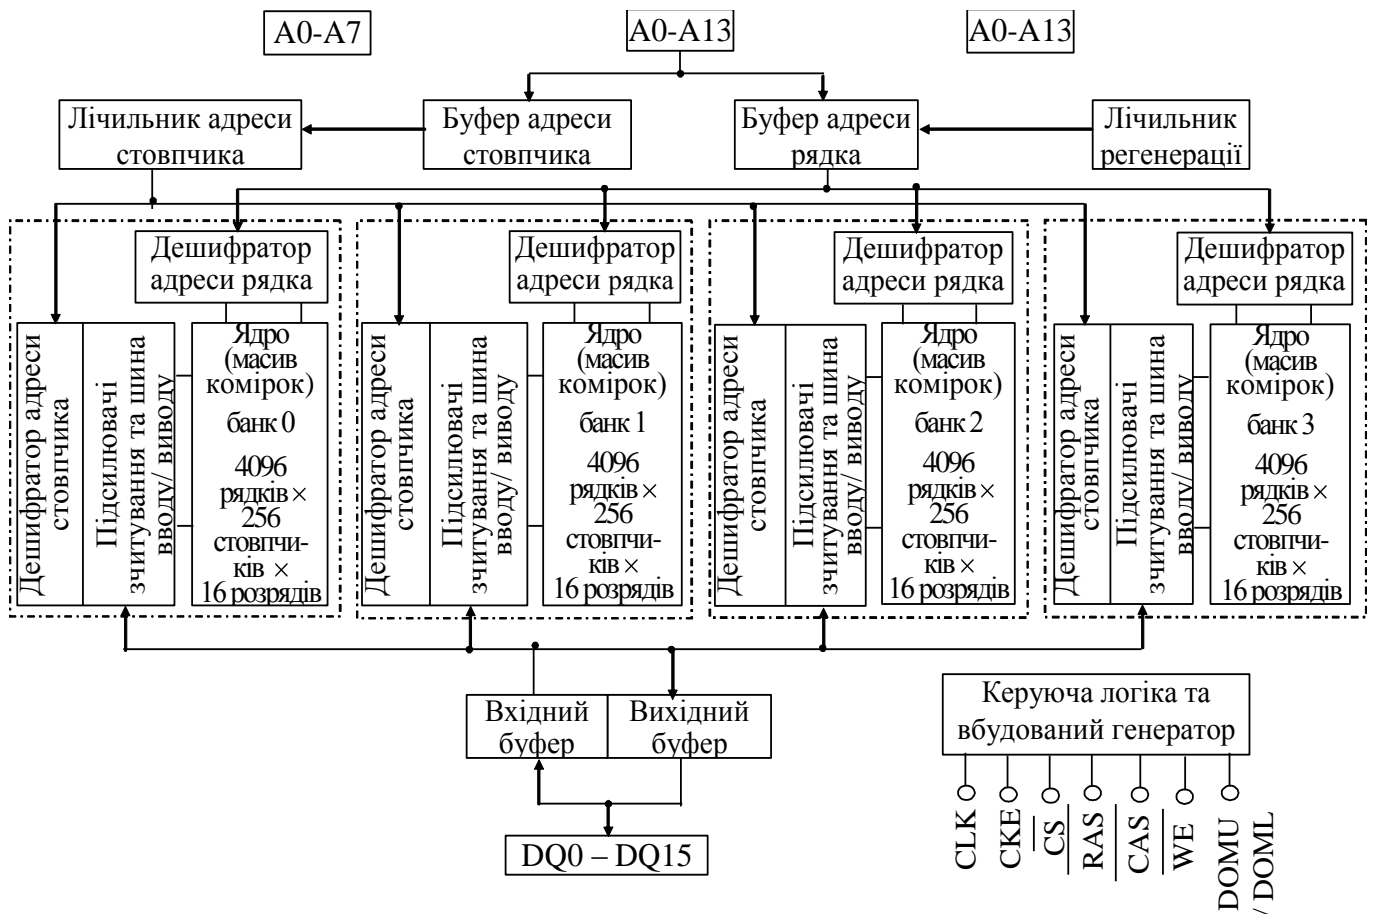 A0-A7
A0-A13
A0-A13
Лічильник адреси
стовпчика
Буфер адреси
стовпчика
Буфер адреси
рядка
Лічильник
регенерації
Дешифратор
адреси рядка
Дешифратор адреси
стовпчика
Підсилювачі
зчитування та шина
вводу/ виводу
Ядро
(масив
комірок)
банк 0
4096
рядків ×
256
стовпчи-
ків ×
16 розрядів
Дешифратор
адреси рядка
Дешифратор адреси
стовпчика
Підсилювачі
зчитування та шина
вводу/ виводу
Ядро
(масив
комірок)
банк 1
4096
рядків ×
256
стовпчи-
ків ×
16 розрядів
Дешифратор
адреси рядка
Дешифратор адреси
стовпчика
Підсилювачі
зчитування та шина
вводу/ виводу
Ядро
(масив
комірок)
банк 2
4096
рядків ×
256
стовпчи-
ків ×
16 розрядів
Дешифратор
адреси рядка
Дешифратор адреси
стовпчика
Підсилювачі
зчитування та шина
вводу/ виводу
Ядро
(масив
комірок)
банк 3
4096
рядків ×
256
стовпчи-
ків ×
16 розрядів
Вхідний
буфер
Вихідний
буфер
DQ0 – DQ15
Керуюча логіка та
вбудований генератор
CLK
CKE
CS
RAS
CAS
WE
DOMU
/ DOML